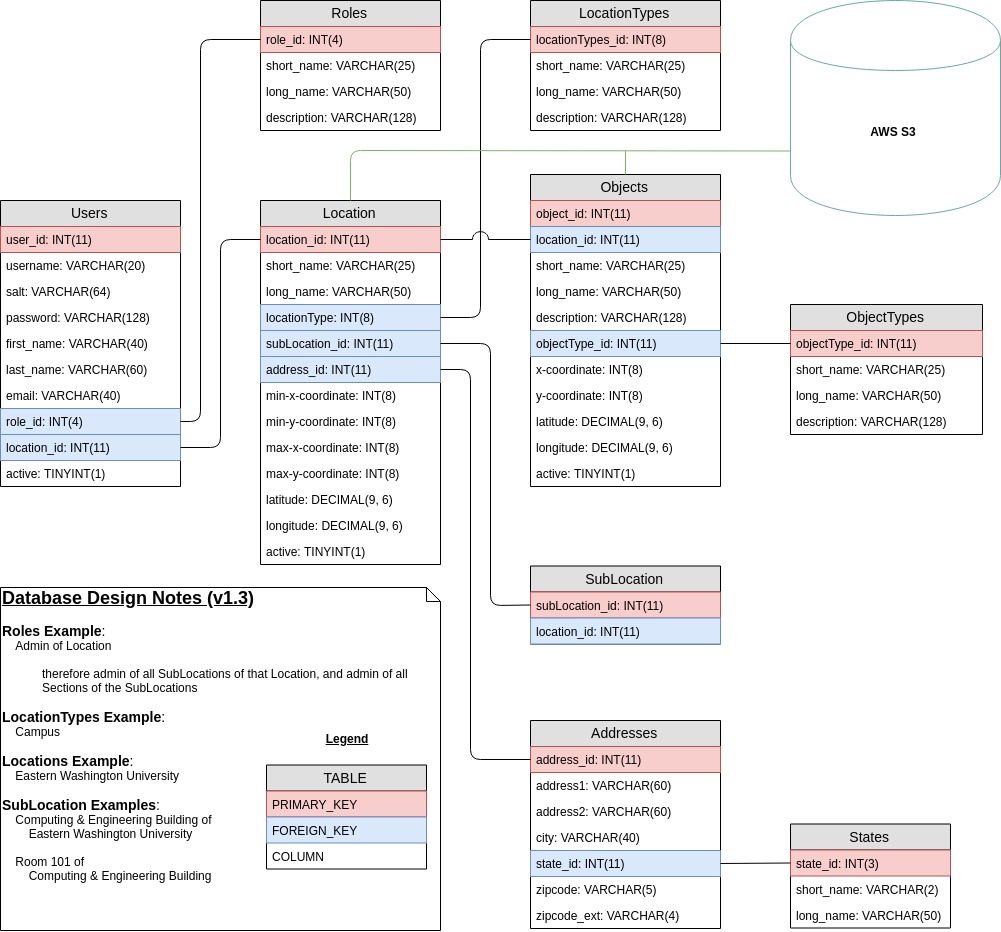 Roles
role_id: INT(4)
short_name: VARCHAR(25)
long_name: VARCHAR(50)
description: VARCHAR(128)
LocationTypes
locationTypes_id: INT(8)
short_name: VARCHAR(25)
long_name: VARCHAR(50)
description: VARCHAR(128)
AWS S3
Users
user_id: INT(11)
username: VARCHAR(20)
salt: VARCHAR(64)
password: VARCHAR(128)
first_name: VARCHAR(40)
last_name: VARCHAR(60)
email: VARCHAR(40)
role_id: INT(4)
location_id: INT(11)
active: TINYINT(1)
Location
location_id: INT(11)
short_name: VARCHAR(25)
long_name: VARCHAR(50)
locationType: INT(8)
subLocation_id: INT(11)
address_id: INT(11)
min-x-coordinate: INT(8)
min-y-coordinate: INT(8)
max-x-coordinate: INT(8)
max-y-coordinate: INT(8)
latitude: DECIMAL(9, 6)
longitude: DECIMAL(9, 6)
active: TINYINT(1)
Objects
object_id: INT(11)
location_id: INT(11)
short_name: VARCHAR(25)
long_name: VARCHAR(50)
description: VARCHAR(128)
objectType_id: INT(11)
x-coordinate: INT(8)
y-coordinate: INT(8)
latitude: DECIMAL(9, 6)
longitude: DECIMAL(9, 6)
active: TINYINT(1)
ObjectTypes
objectType_id: INT(11)
short_name: VARCHAR(25)
long_name: VARCHAR(50)
description: VARCHAR(128)
SubLocation
subLocation_id: INT(11)
location_id: INT(11)
Addresses
address_id: INT(11)
address1: VARCHAR(60)
address2: VARCHAR(60)
city: VARCHAR(40)
state_id: INT(11)
zipcode: VARCHAR(5)
zipcode_ext: VARCHAR(4)
States
state_id: INT(3)
short_name: VARCHAR(2)
long_name: VARCHAR(50)
Database Design Notes (v1.3)
Roles Example:
Admin of Location
therefore admin of all SubLocations of that Location, and admin of all
Sections of the SubLocations
LocationTypes Example:
Campus
Locations Example:
Eastern Washington University
SubLocation Examples:
Computing & Engineering Building of
Eastern Washington University
Room 101 of
Computing & Engineering Building
Legend
TABLE
PRIMARY_KEY
FOREIGN_KEY
COLUMN